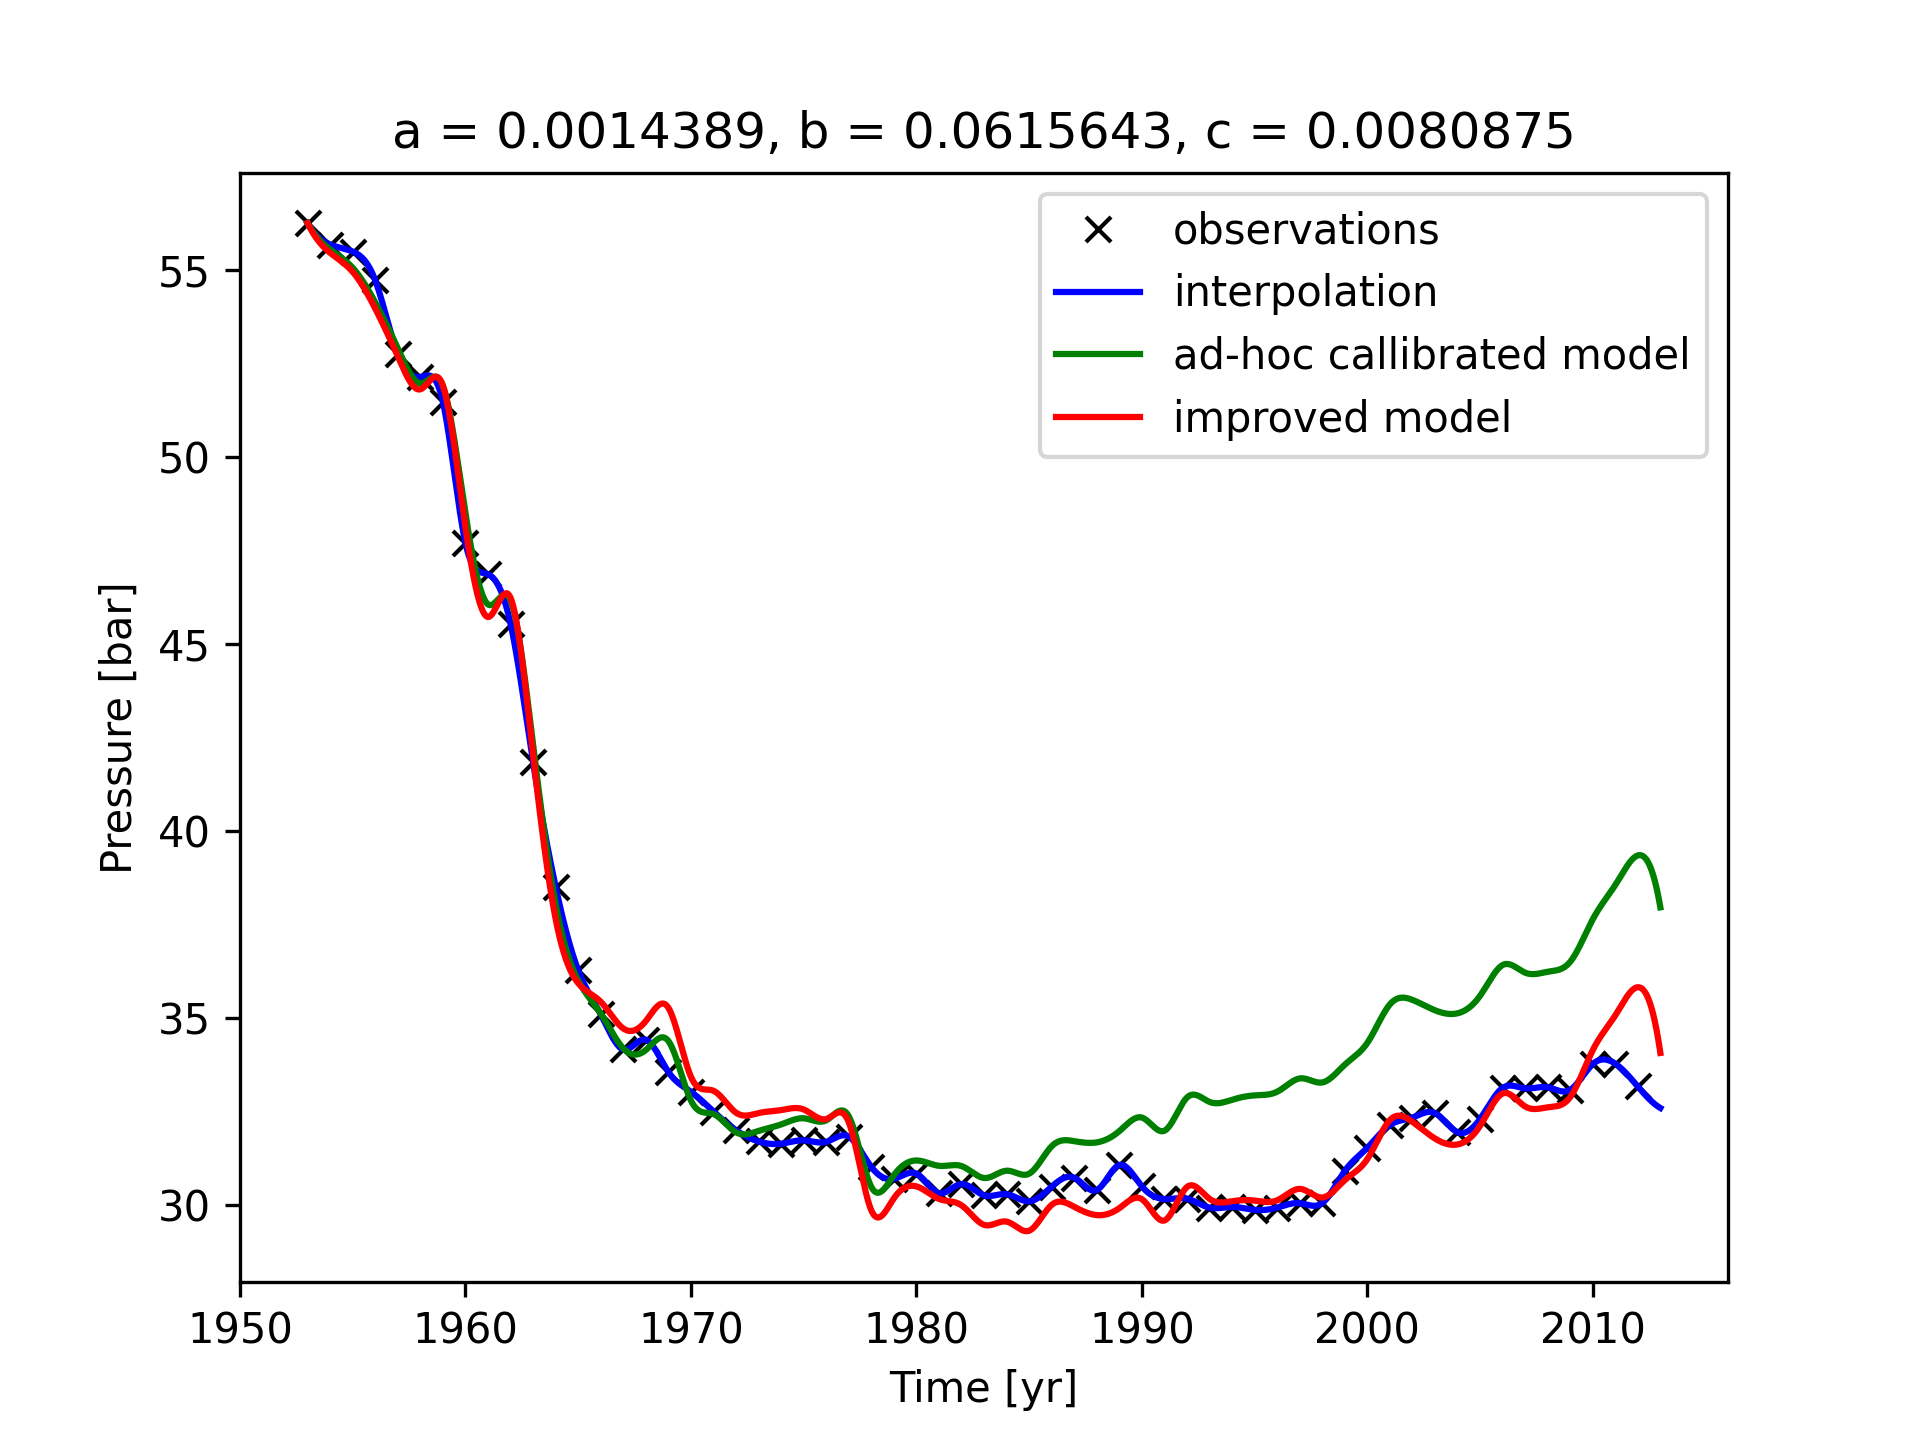 a = 0.0014389, b = 0.0615643, c = 0.0080875
observations
interpolation
ad-hoc callibrated model
improved model
Pressure [bar]
55
50
45
40
35
30
1950 1960 1970 1980 1990 2000 2010
Time [yr]